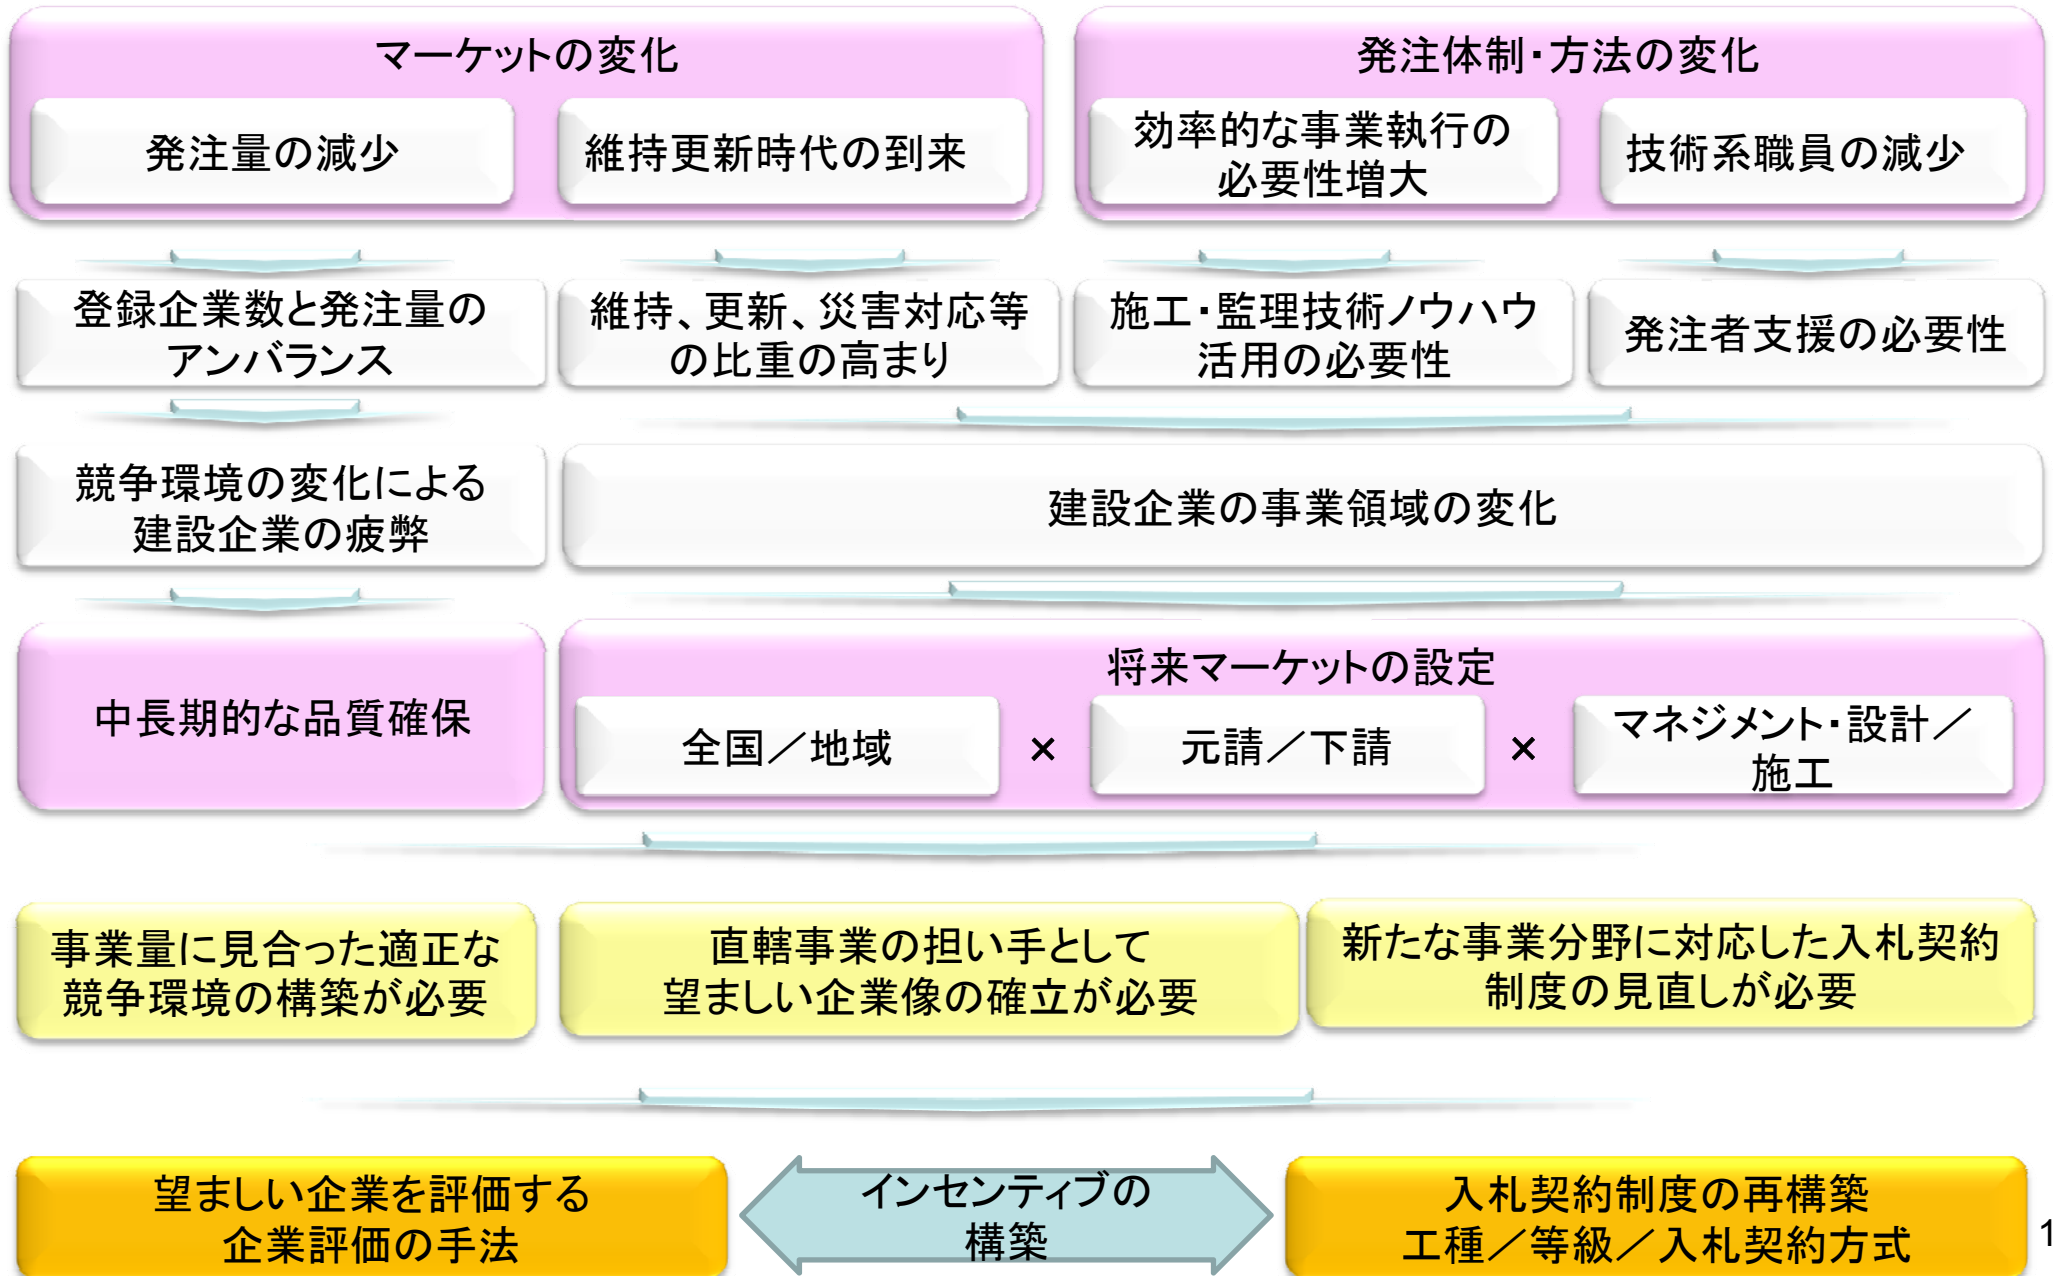 マーケットの変化
発注量の減少
維持更新時代の到来
発注体制・方法の変化
効率的な事業執行の
必要性増大
技術系職員の減少
登録企業数と発注量の
アンバランス
維持、更新、災害対応等
の比重の高まり
施工・監理技術ノウハウ
活用の必要性
発注者支援の必要性
競争環境の変化による
建設企業の疲弊
建設企業の事業領域の変化
中長期的な品質確保
将来マーケットの設定
全国／地域
×
元請／下請
×
マネジメント・設計／
施工
事業量に見合った適正な
競争環境の構築が必要
直轄事業の担い手として
望ましい企業像の確立が必要
新たな事業分野に対応した入札契約
制度の見直しが必要
望ましい企業を評価する
企業評価の手法
インセンティブの
構築
入札契約制度の再構築
工種／等級／入札契約方式
1